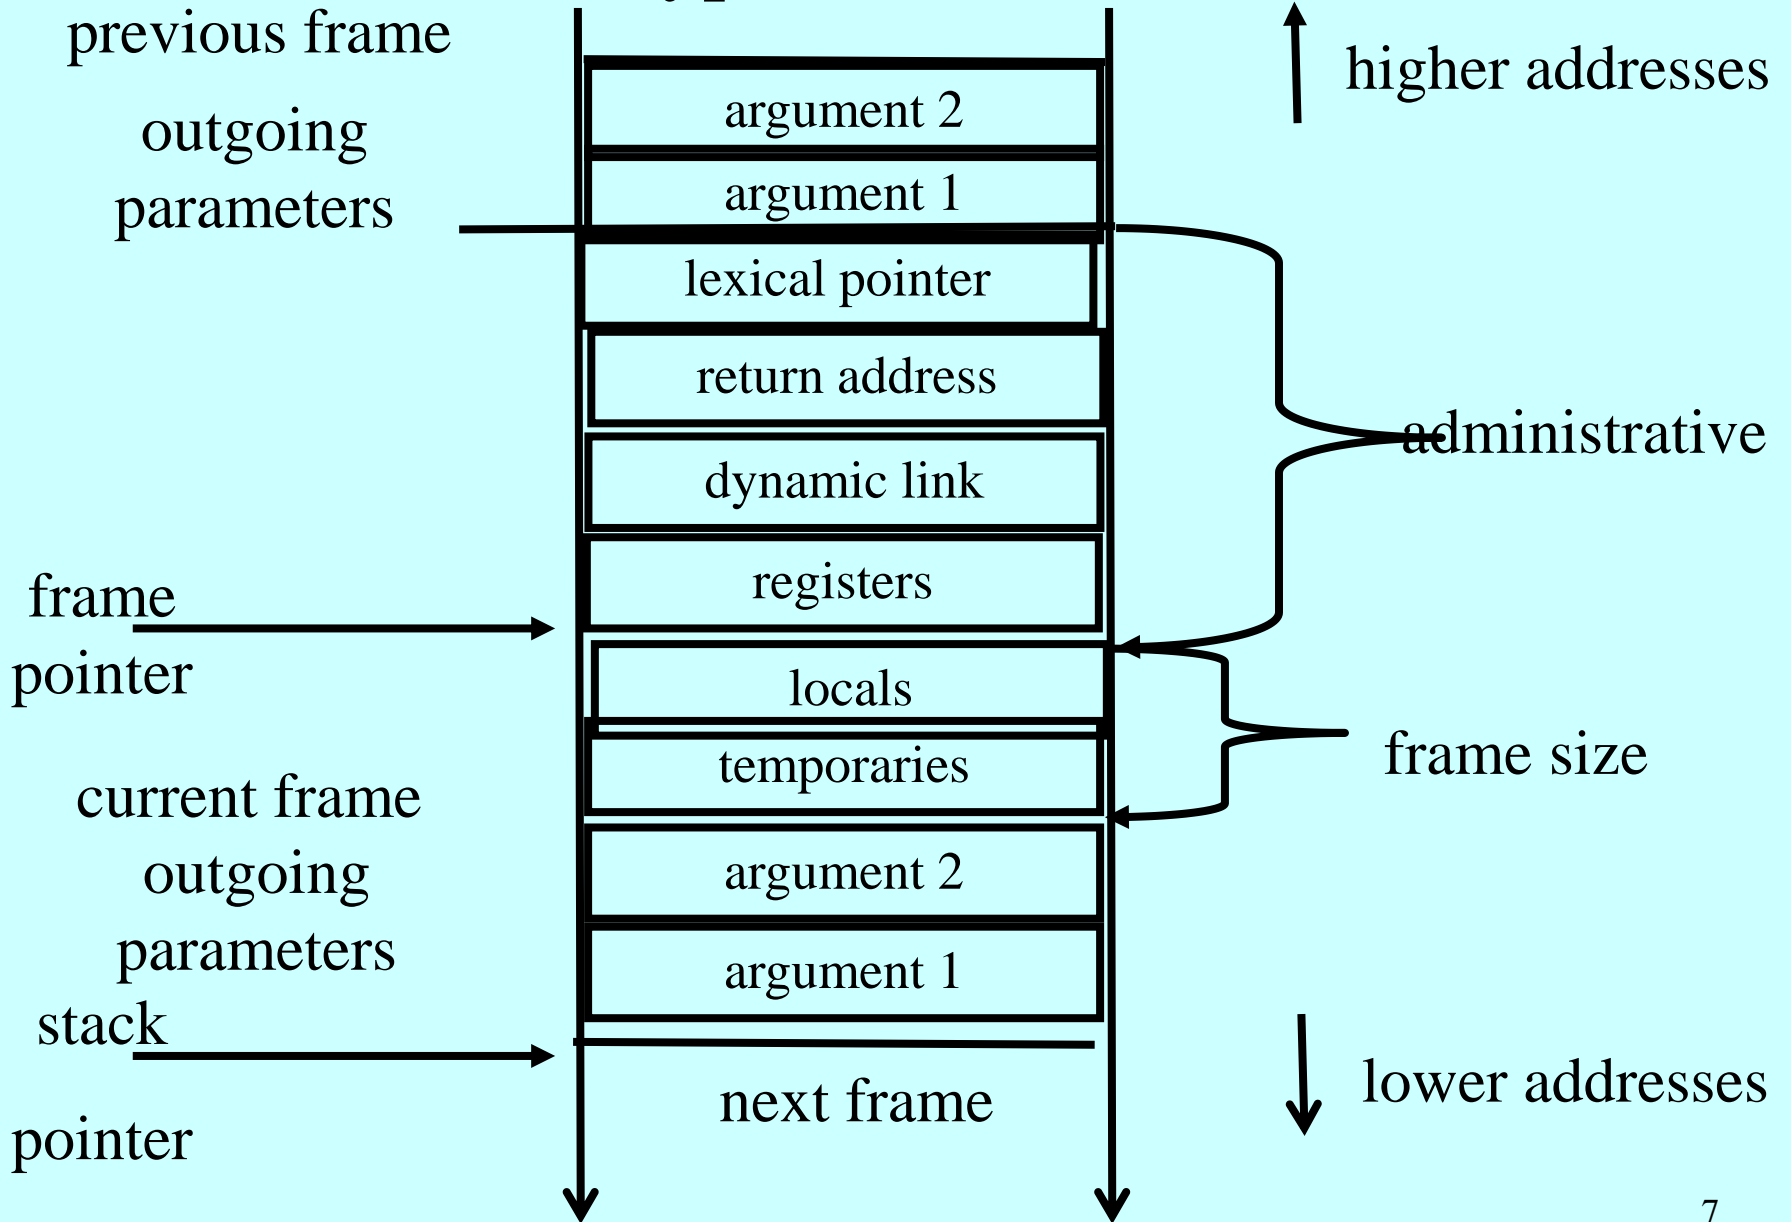 previous frame
higher addresses
argument 2
outgoing
parameters
argument 1
lexical pointer
return address
administrative
dynamic link
registers
frame
pointer
locals
temporaries
frame size
current frame
outgoing
parameters
argument 2
argument 1
stack
pointer
next frame
lower addresses
7